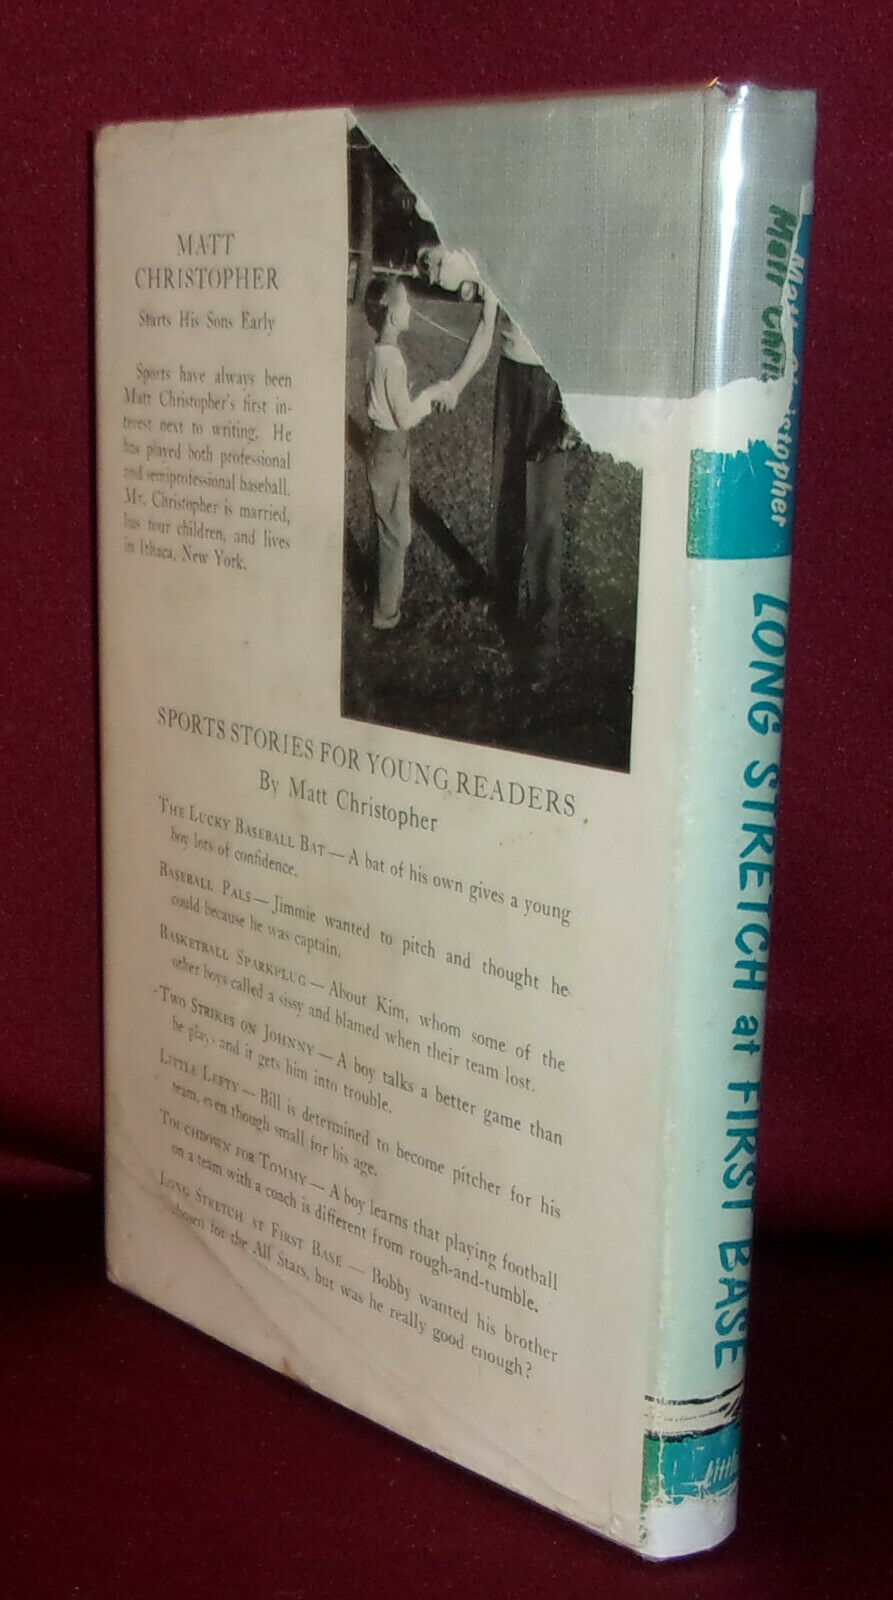 MATT
CHRISTOPHER
Starts His Sons Early
Sports have always been
Matt Christopher's first in-
terest next to writing. He
has played both professional
and semiprofessional baseball.
Mr. Christopher is married,
has four children, and lives
in Ithaca, New York.
SPORTS STORIES FOR YOUNG READERS
By Matt Christopher
THE LUCKY BASEBALL BAT — A bat of his own gives a young
boy lots of confidence.
BASEBALL PALS — Jimmie wanted to pitch and thought he
could because he was captain.
BASKETBALL SPARKPLUG — About Kim, whom some of the
other boys called a sissy and blamed when their team lost.
TWO STRIKES ON JOHNNY — A boy talks a better game than
he plays and it gets him into trouble.
LITTLE LEFTY — Bill is determined to become pitcher for his
team, even though small for his age.
TOUCHDOWN FOR TOMMY — A boy learns that playing football
on a team with a coach is different from rough-and-tumble.
LONG STRETCH AT FIRST BASE — Bobby wanted his brother
chosen for the All Stars, but was he really good enough?
Matt Chri
Matt Christopher
LONG STRETCH at FIRST BASE
Little